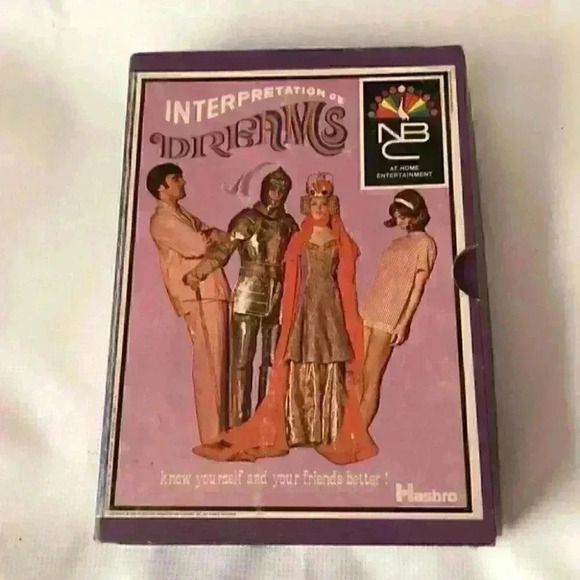 INTERPRETATION OF
DREAMS
NBC
AT HOME
ENTERTAINMENT
know yourself and your friends better!
Hasbro